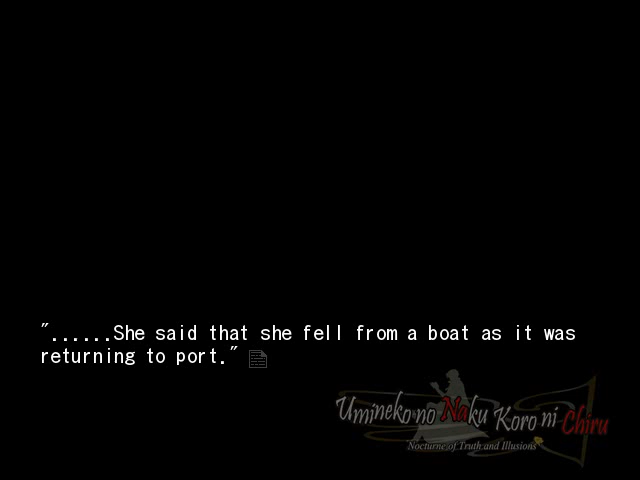 "......She said that she fell from a boat as it was
returning to port."
Umineko no Naku Koro ni Chiru
Nocturne of Truth and Illusions